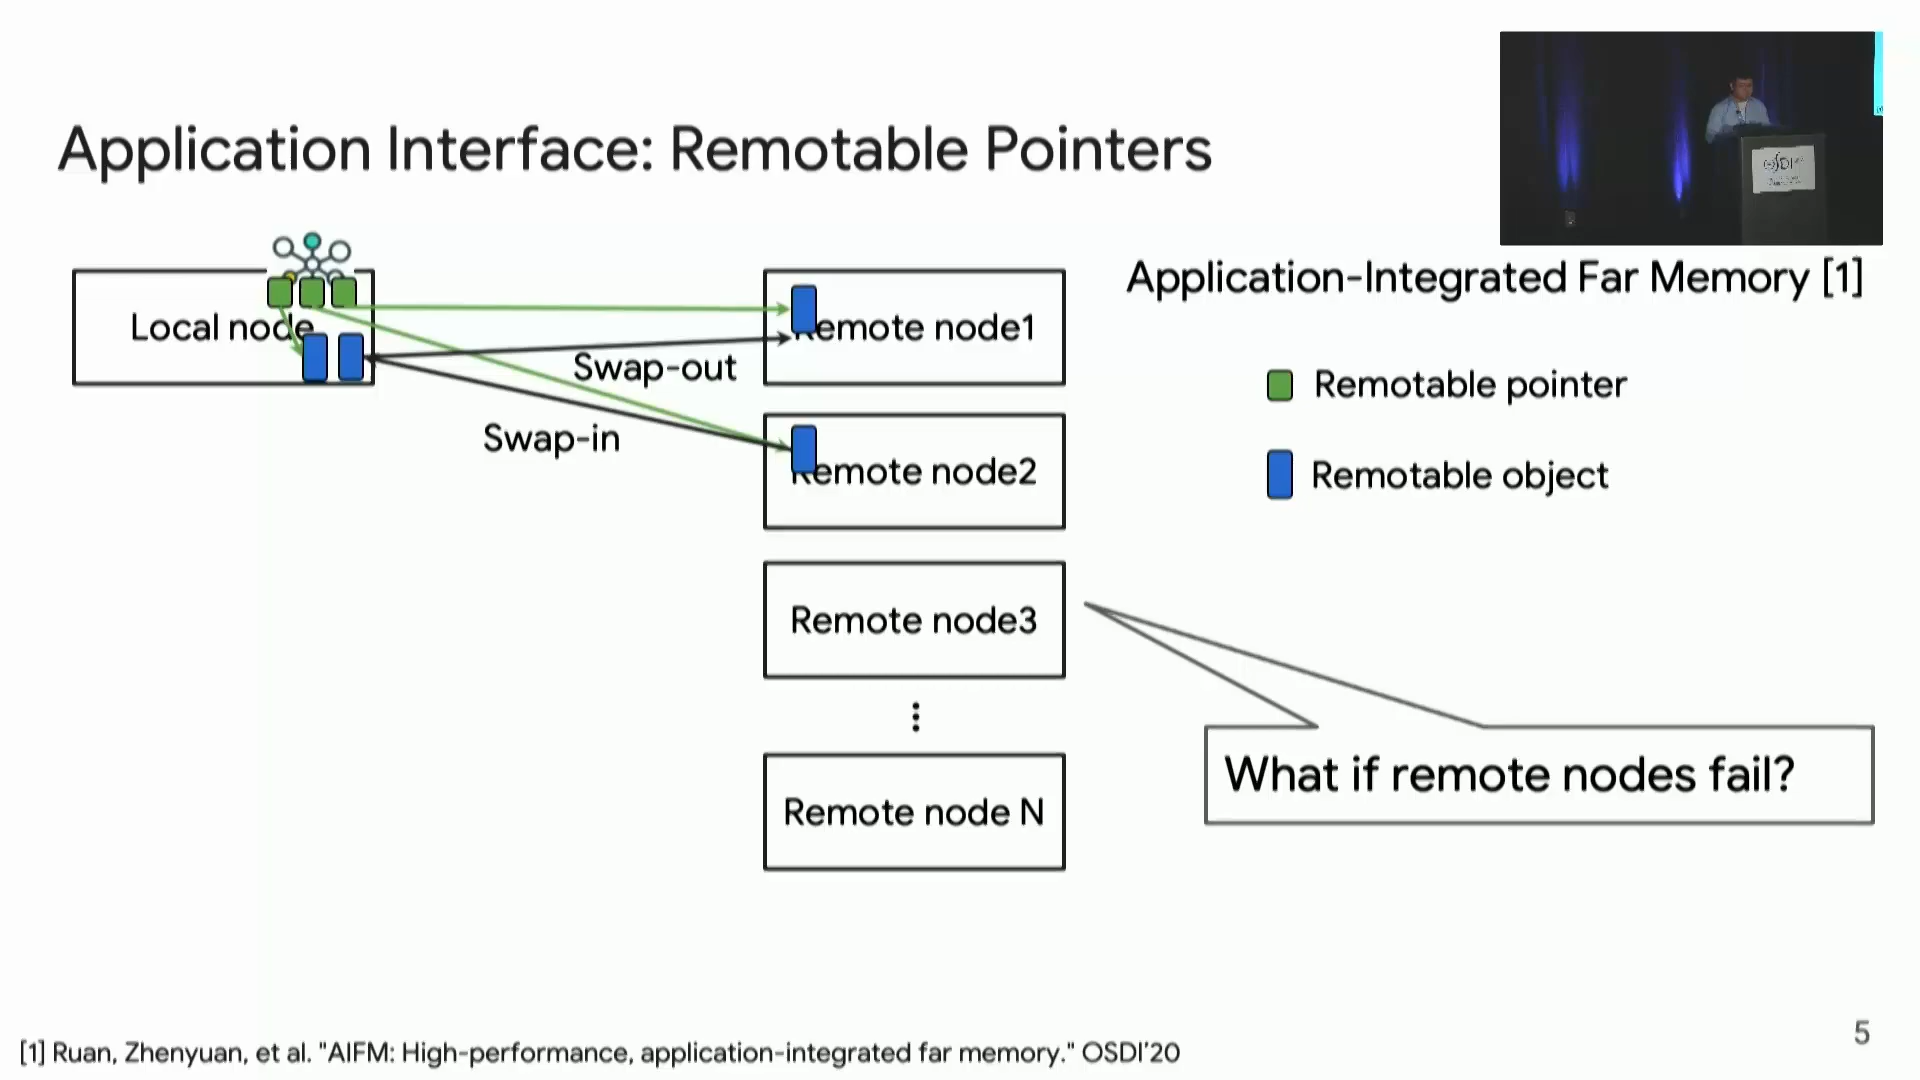 Application Interface: Remotable Pointers
Local node
Swap-out
Swap-in
emote node1
emote node2
Remote node3
Remote node N
Application-Integrated Far Memory [1]
Remotable pointer
Remotable object
What if remote nodes fail?
[1] Ruan, Zhenyuan, et al. "AIFM: High-performance, application-integrated far memory." OSDI'20
5